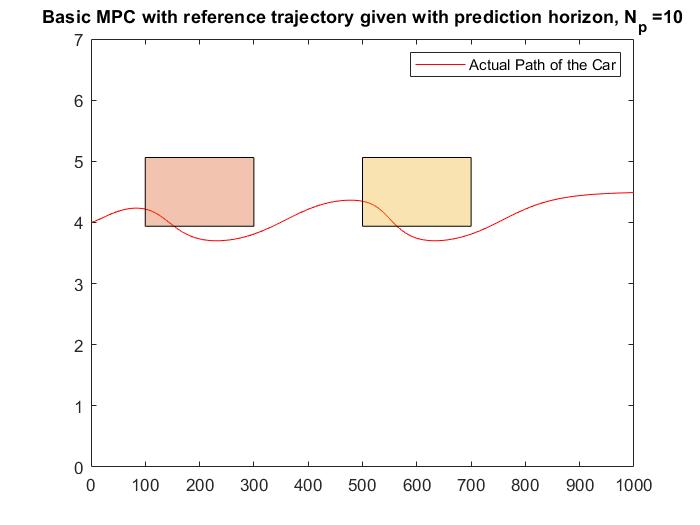 Basic MPC with reference trajectory given with prediction horizon, Np =10
Actual Path of the Car
7
6
5
4
3
2
1
0
0 100 200 300 400 500 600 700 800 900 1000